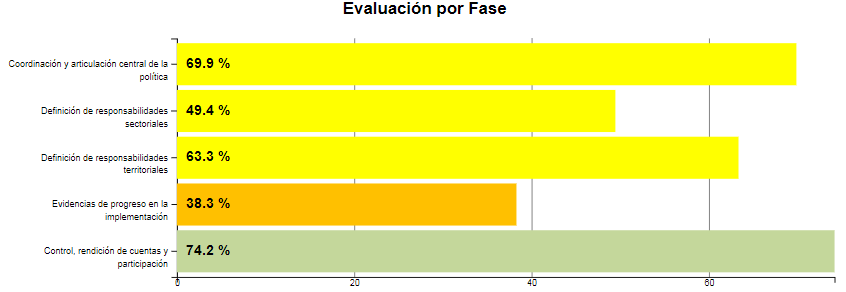 Evaluación por Fase
Coordinación y articulación central de la
política
69.9 %
Definición de responsabilidades
sectoriales
49.4 %
Definición de responsabilidades
territoriales
63.3 %
Evidencias de progreso en la
implementación
38.3 %
Control, rendición de cuentas y
participación
74.2 %
0 20 40 60